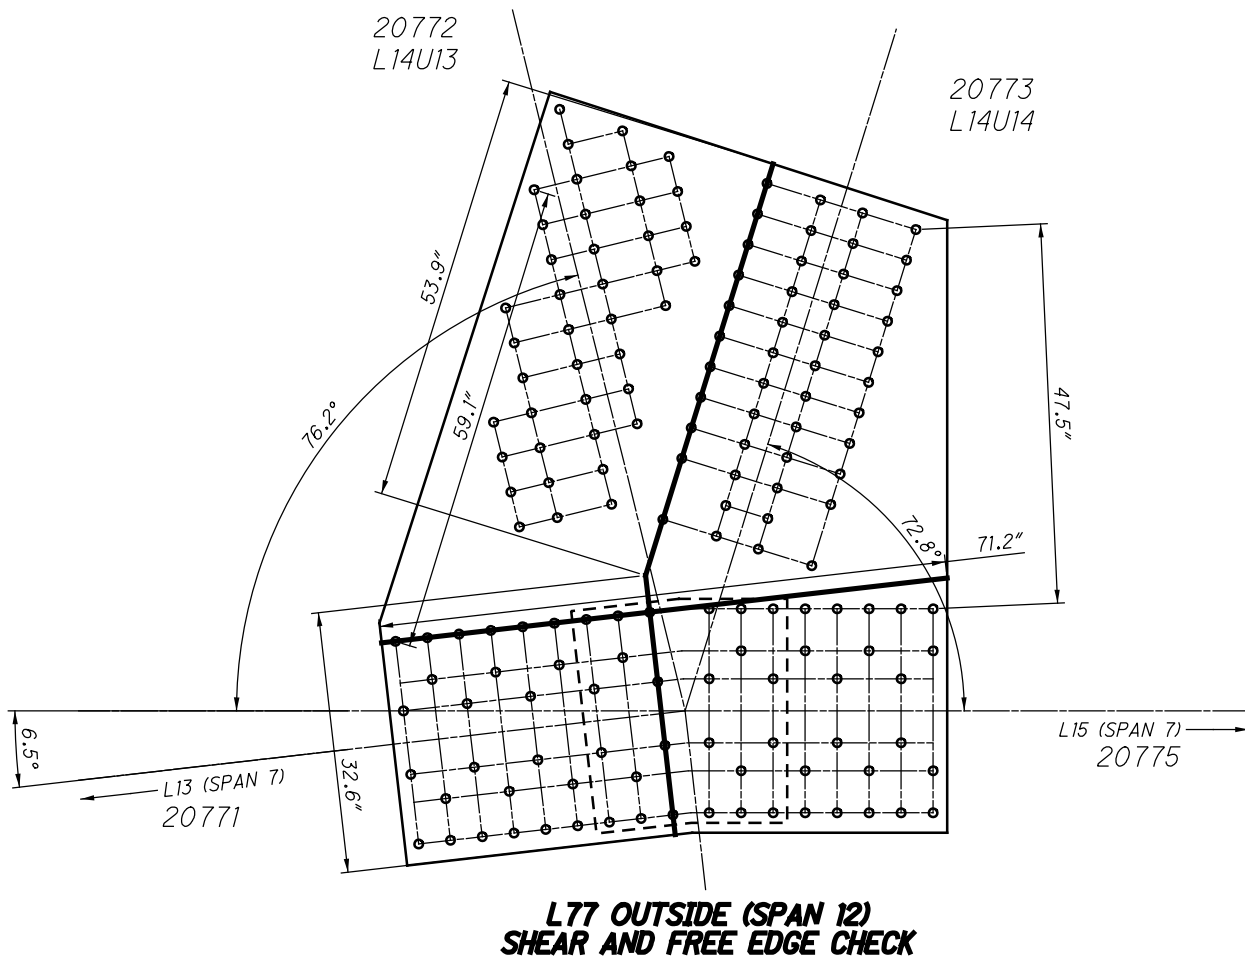 20772
L14U13
20773
L14U14
53.9"
59.1"
76.2°
47.5"
72.8°
71.2"
6.5°
L13 (SPAN 7)
20771
32.6"
L15 (SPAN 7)
20775
L77 OUTSIDE (SPAN 12)
SHEAR AND FREE EDGE CHECK